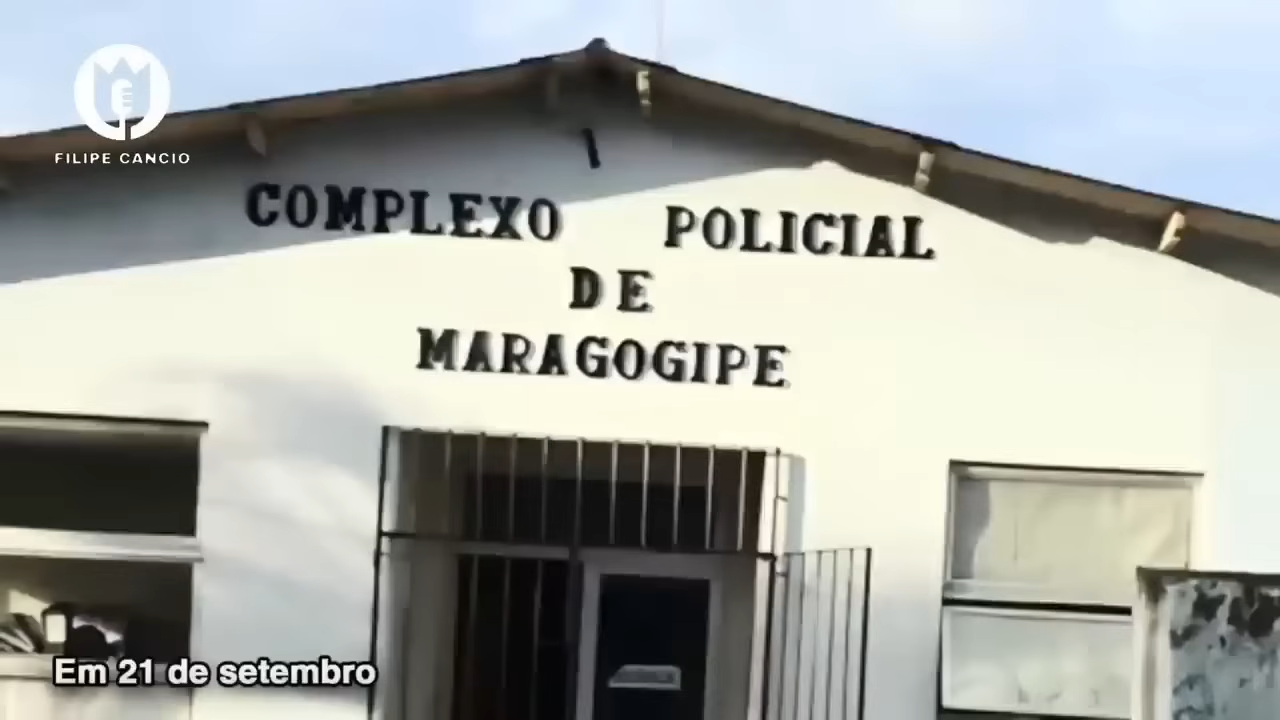 FILIPE CANCIO
COMPLEXO POLICIAL
DE
MARAGOGIPE
Em 21 de setembro